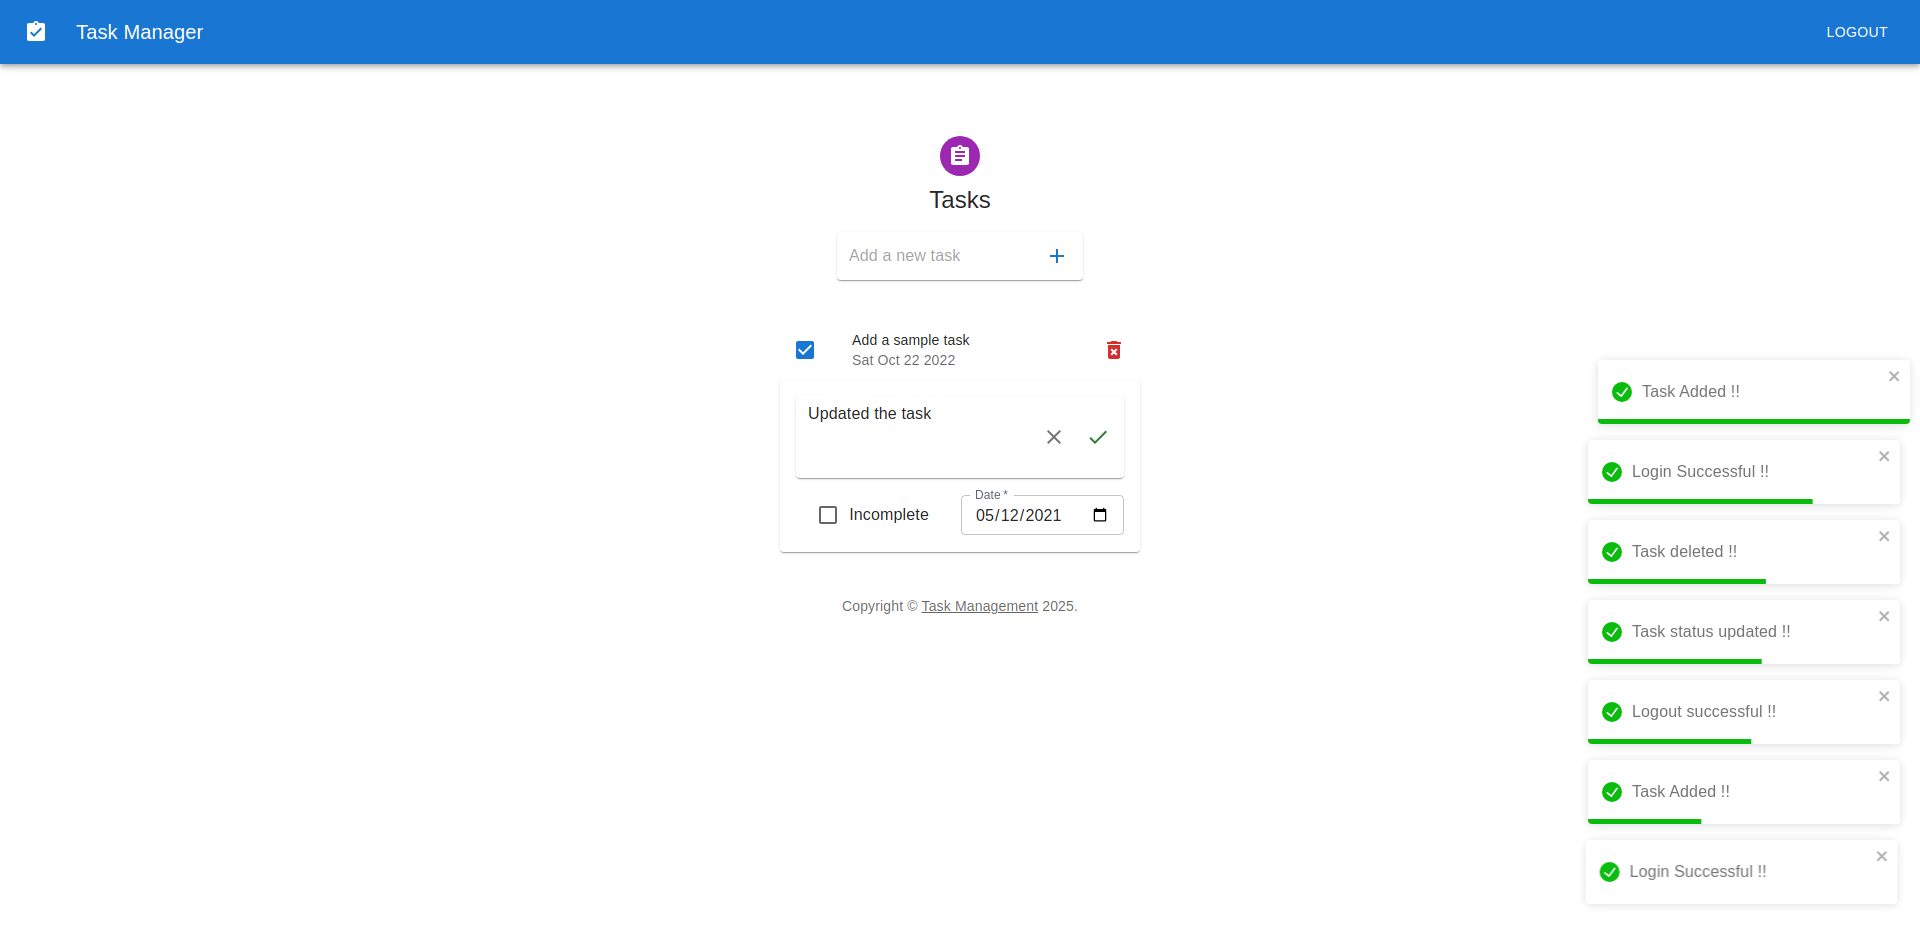 Task Manager
LOGOUT
Tasks
Add a new task
Add a sample task
Sat Oct 22 2022
Updated the task
Incomplete
Date *
05/12/2021
Copyright © Task Management 2025.
Task Added !!
Login Successful !!
Task deleted !!
Task status updated !!
Logout successful !!
Task Added !!
Login Successful !!